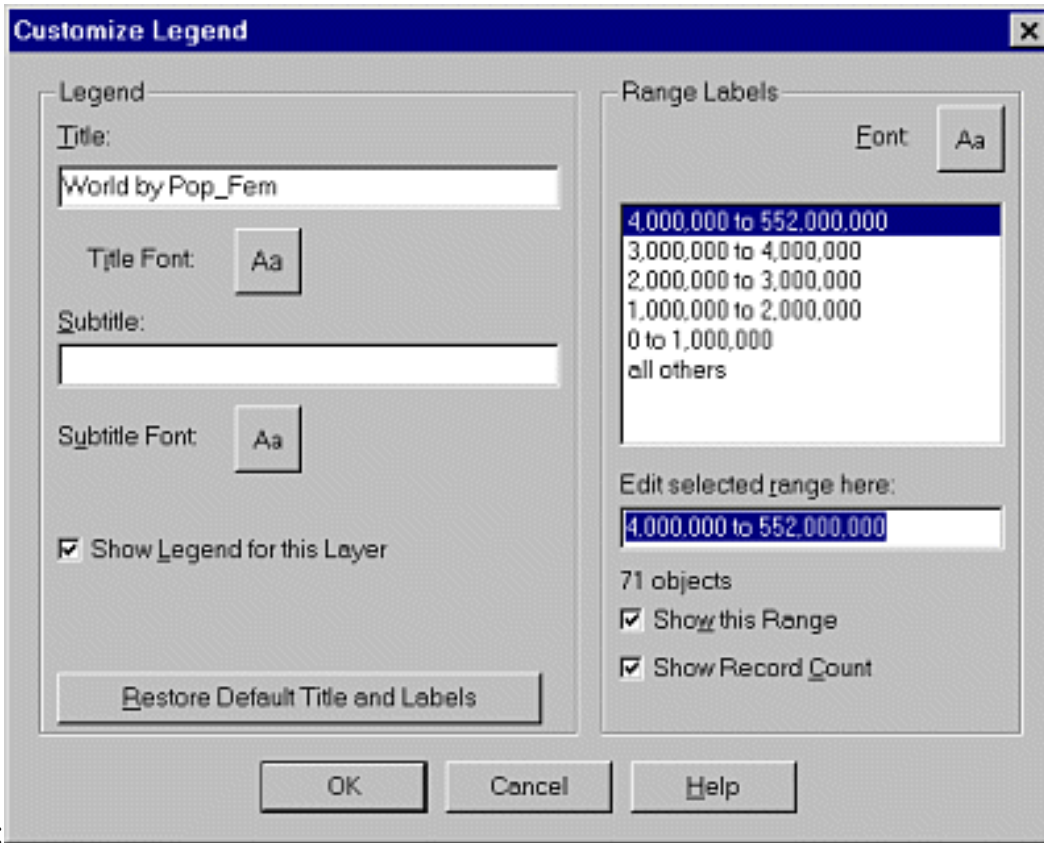 Customize Legend
Legend
Title:
World by Pop_Fem
Title Font:
Aa
Subtitle:
Subtitle Font:
Aa
Show Legend for this Layer
Restore Default Title and Labels
Range Labels
Font:
Aa
4,000,000 to 552,000,000
3,000,000 to 4,000,000
2,000,000 to 3,000,000
1,000,000 to 2,000,000
0 to 1,000,000
all others
Edit selected range here:
4,000,000 to 552,000,000
71 objects
Show this Range
Show Record Count
OK
Cancel
Help